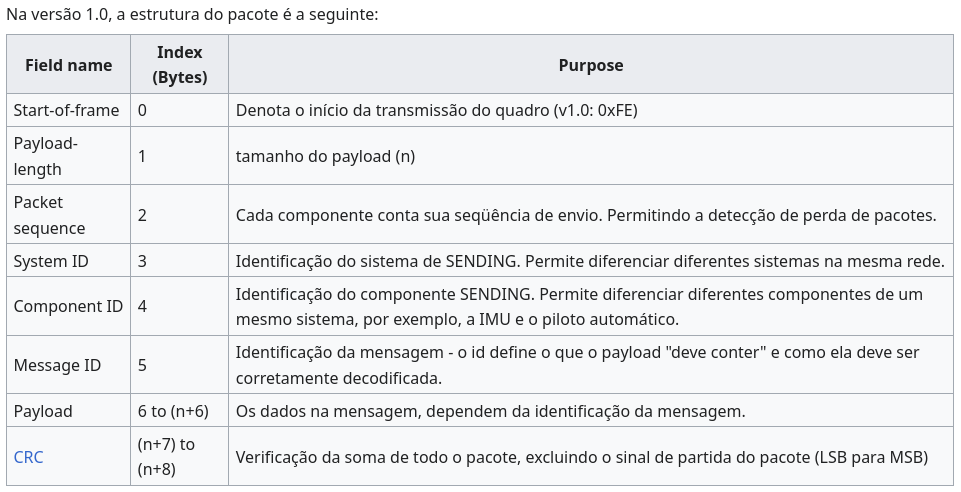 Na versão 1.0, a estrutura do pacote é a seguinte:
Field name
Index
(Bytes)
Purpose
Start-of-frame
0
Denota o início da transmissão do quadro (v1.0: 0xFE)
Payload-
length
1
tamanho do payload (n)
Packet
sequence
2
Cada componente conta sua seqüência de envio. Permitindo a detecção de perda de pacotes.
System ID
3
Identificação do sistema de SENDING. Permite diferenciar diferentes sistemas na mesma rede.
Component ID
4
Identificação do componente SENDING. Permite diferenciar diferentes componentes de um
mesmo sistema, por exemplo, a IMU e o piloto automático.
Message ID
5
Identificação da mensagem - o id define o que o payload "deve conter" e como ela deve ser
corretamente decodificada.
Payload
6 to (n+6)
Os dados na mensagem, dependem da identificação da mensagem.
CRC
(n+7) to
(n+8)
Verificação da soma de todo o pacote, excluindo o sinal de partida do pacote (LSB para MSB)